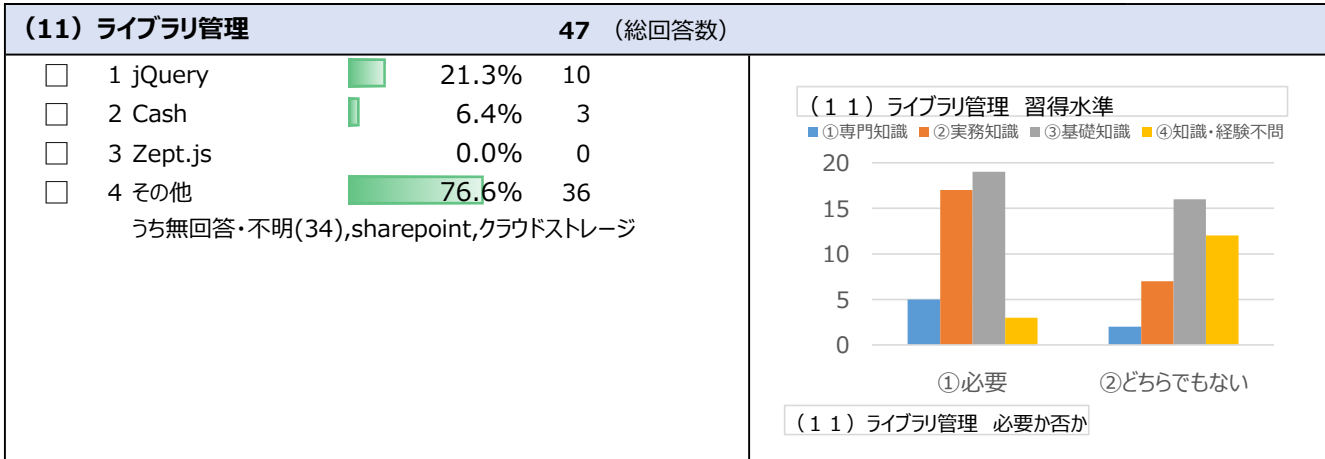 （11）ライブラリ管理 47 （総回答数）
□ 1 jQuery 21.3% 10
□ 2 Cash 6.4% 3
□ 3 Zept.js 0.0% 0
□ 4 その他 76.6% 36
うち無回答・不明(34),sharepoint,クラウドストレージ
（１１）ライブラリ管理 習得水準
①専門知識 ②実務知識 ③基礎知識 ④知識・経験不問
20
15
10
5
0
①必要 ②どちらでもない
（１１）ライブラリ管理 必要か否か